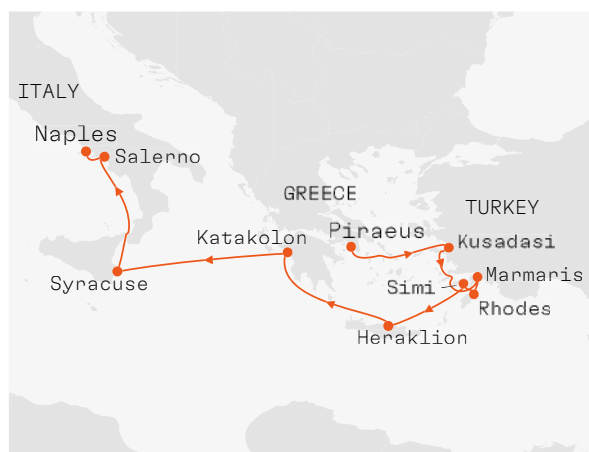 ITALY
Naples
Salerno
GREECE
TURKEY
Piraeus
Katakolon
Kusadasi
Marmaris
Syracuse
Simi
Rhodes
Heraklion